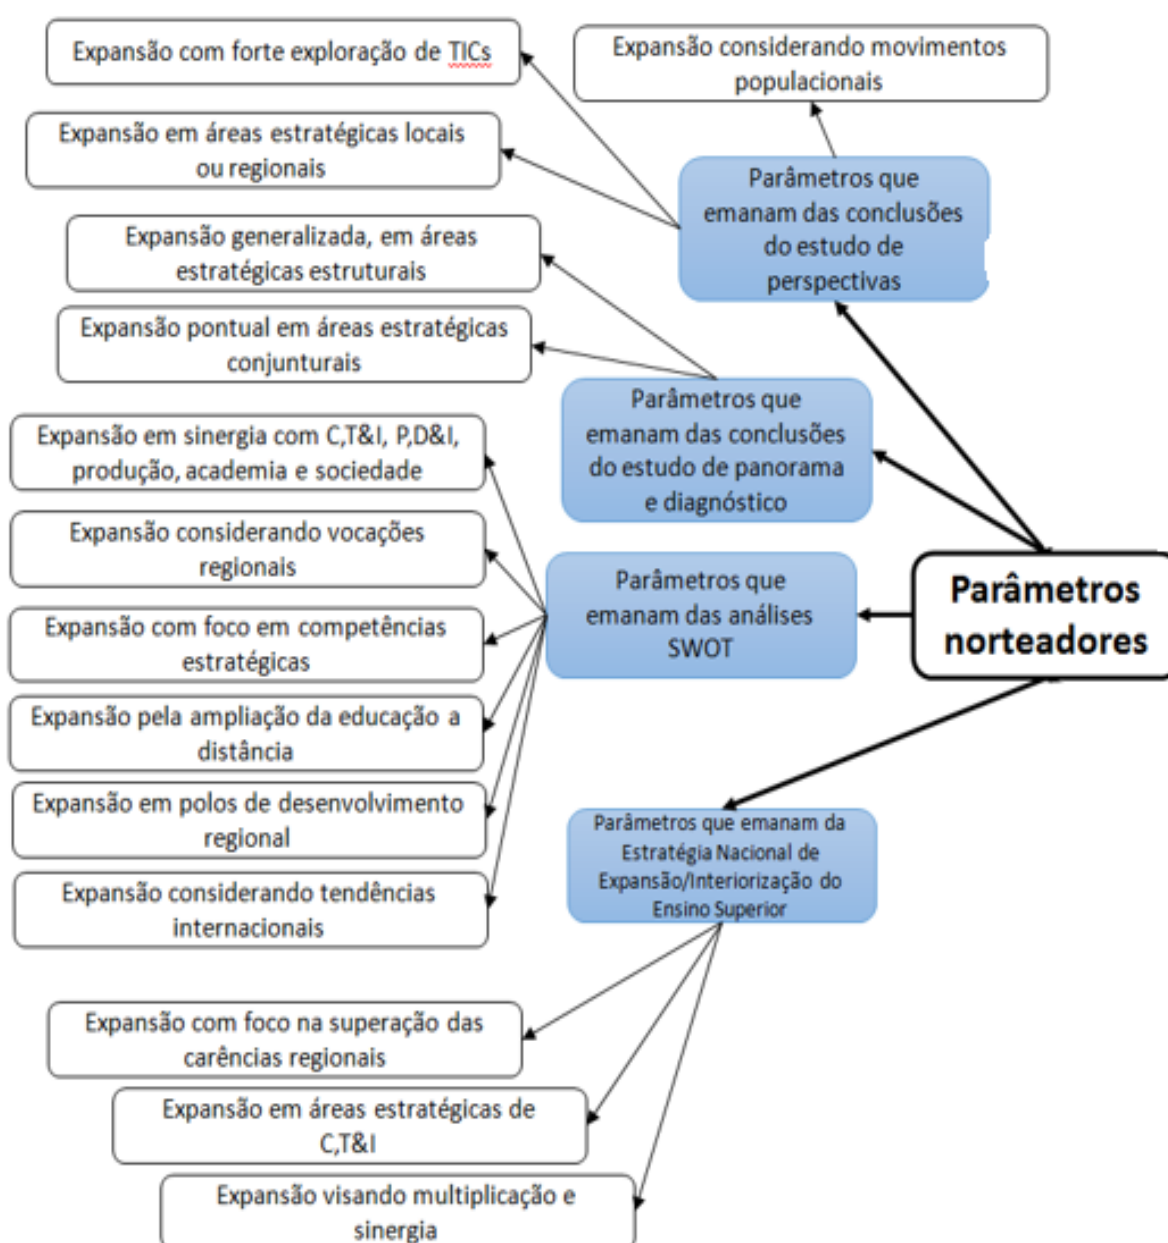 Expansão com forte exploração de TICs
Expansão considerando movimentos
populacionais
Expansão em áreas estratégicas locais
ou regionais
Parâmetros que
emanam das conclusões
do estudo de
perspectivas
Expansão generalizada, em áreas
estratégicas estruturais
Expansão pontual em áreas estratégicas
conjunturais
Parâmetros que
emanam das conclusões
do estudo de panorama
e diagnóstico
Expansão em sinergia com C,T&I, P,D&I,
produção, academia e sociedade
Expansão considerando vocações
regionais
Parâmetros que
emanam das análises
SWOT
Parâmetros
norteadores
Expansão com foco em competências
estratégicas
Expansão pela ampliação da educação a
distância
Expansão em polos de desenvolvimento
regional
Parâmetros que emanam da
Estratégia Nacional de
Expansão/Interiorização do
Ensino Superior
Expansão considerando tendências
internacionais
Expansão com foco na superação das
carências regionais
Expansão em áreas estratégicas de
C,T&I
Expansão visando multiplicação e
sinergia